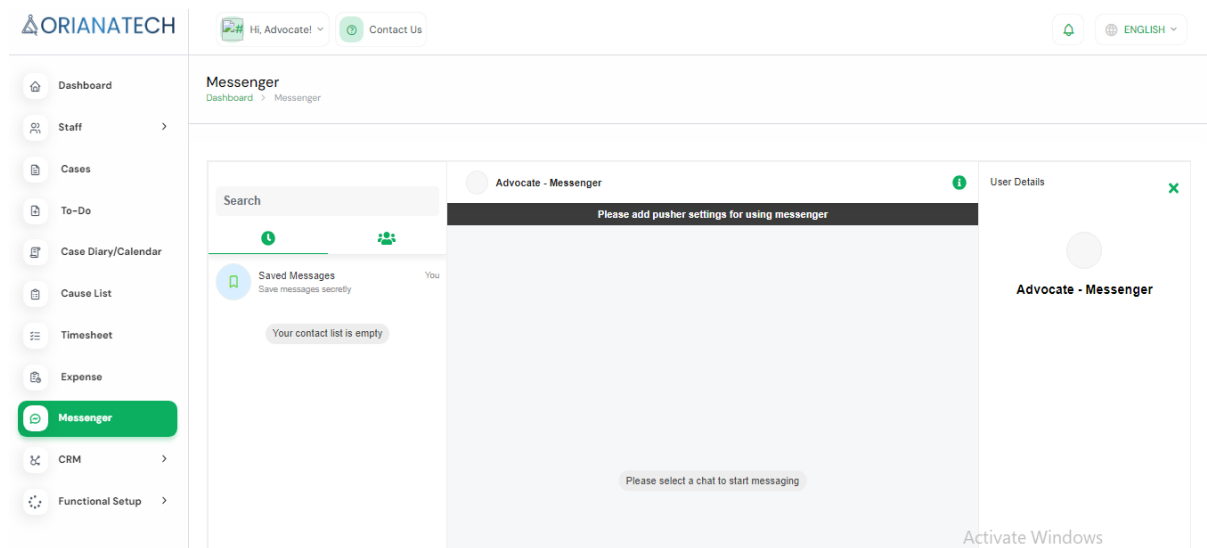 ORIANATECH
Hi, Advocate!
Contact Us
ENGLISH
Dashboard
Staff
Cases
To-Do
Case Diary/Calendar
Cause List
Timesheet
Expense
Messenger
CRM
Functional Setup
Messenger
Dashboard > Messenger
Search
Saved Messages You
Save messages secretly
Your contact list is empty
Advocate - Messenger
Please add pusher settings for using messenger
Please select a chat to start messaging
User Details
Advocate - Messenger
Activate Windows